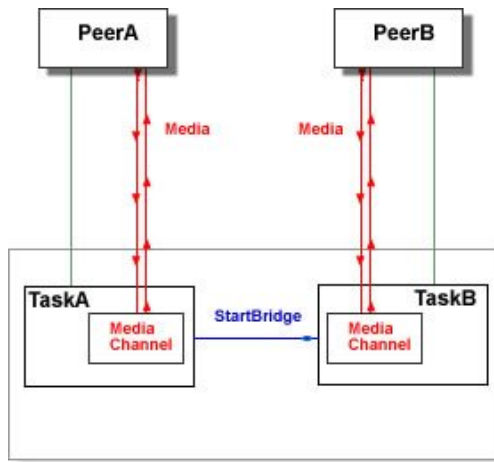 PeerA
PeerB
Media
Media
TaskA
TaskB
StartBridge
Media
Channel
Media
Channel